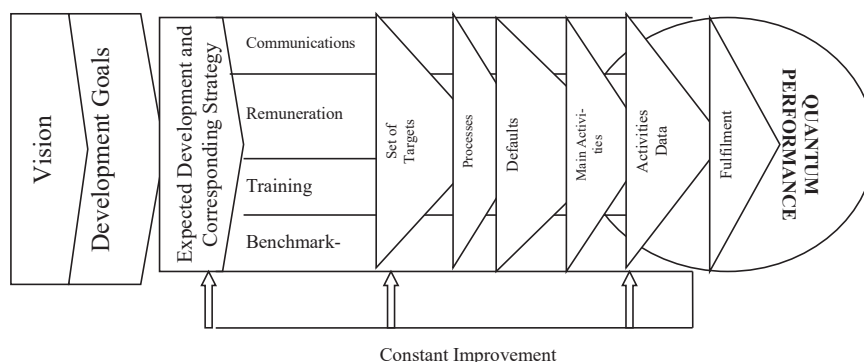 Vision
Development Goals
Expected Development and
Corresponding Strategy
Communications
Remuneration
Training
Benchmark-
Set of
Targets
Processes
Defaults
Main Activi-
ties
Activities
Data
Fulfilment
QUANTUM
PERFORMANCE
Constant Improvement